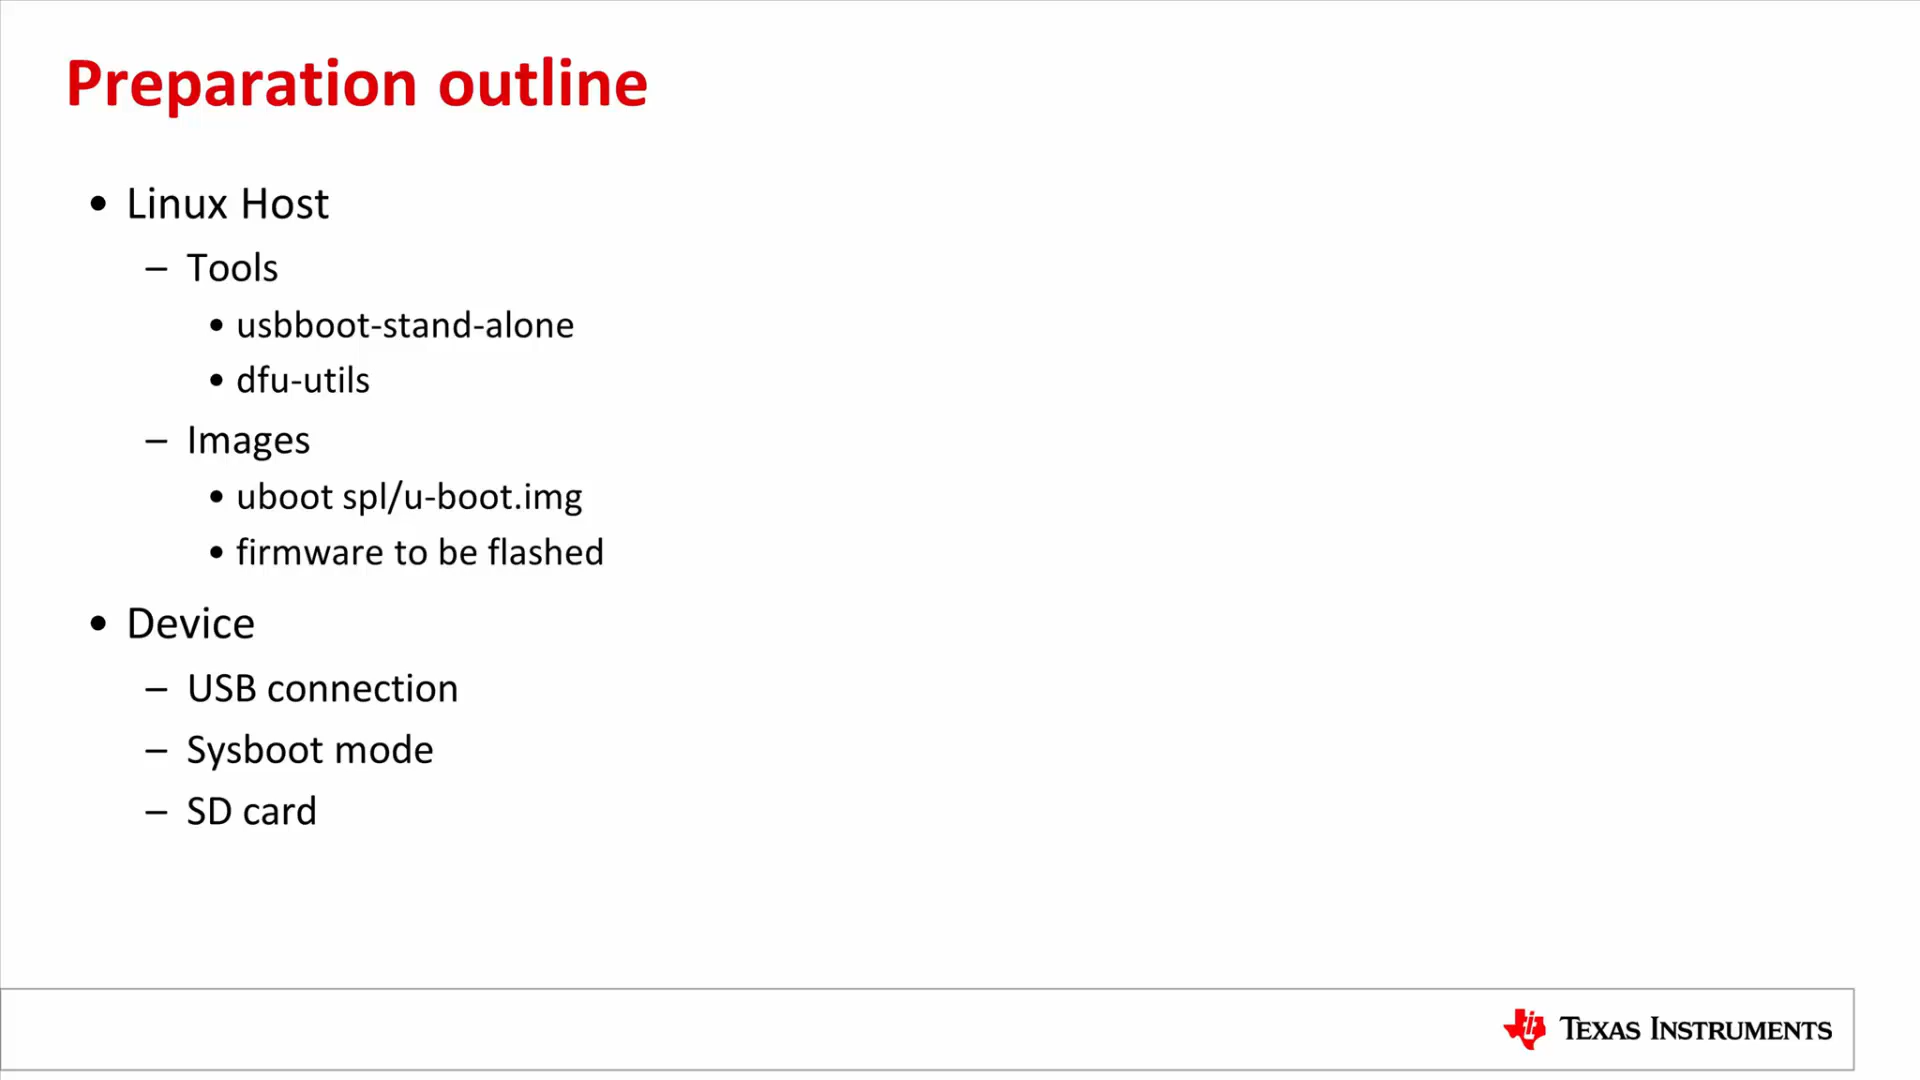 Preparation outline
• Linux Host
– Tools
• usbboot-stand-alone
• dfu-utils
– Images
• uboot spl/u-boot.img
• firmware to be flashed
• Device
– USB connection
– Sysboot mode
– SD card
TEXAS INSTRUMENTS